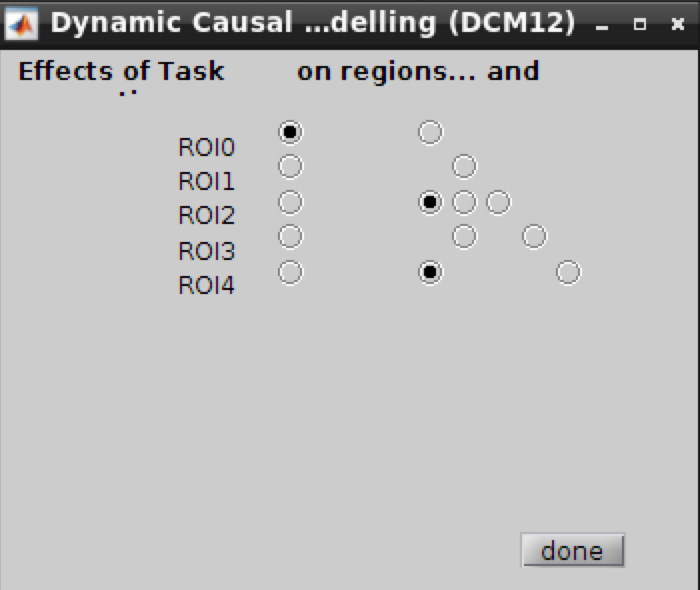 Dynamic Causal ...delling (DCM12)
Effects of Task on regions... and
ROI0
ROI1
ROI2
ROI3
ROI4
done